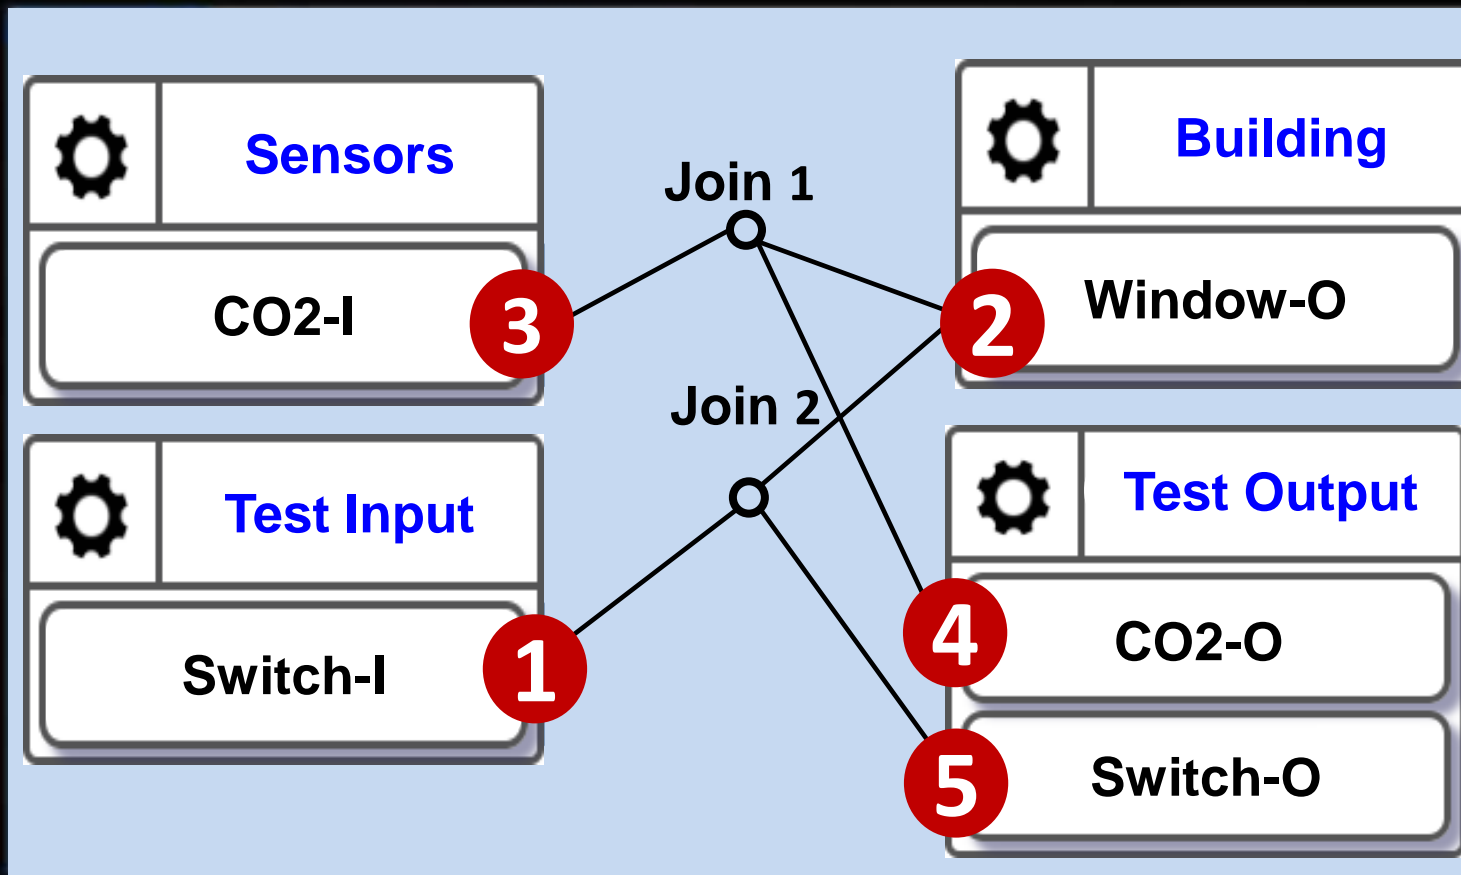 Sensors
CO2-I
3
Test Input
Switch-I
1
Join 1
Join 2
Building
Window-O
2
Test Output
CO2-O
4
Switch-O
5